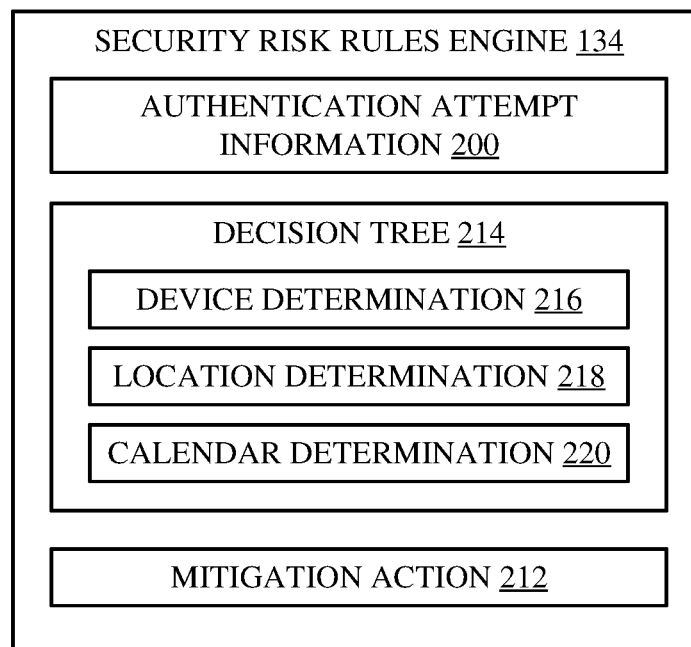 SECURITY RISK RULES ENGINE 134
AUTHENTICATION ATTEMPT
INFORMATION 200
DECISION TREE 214
DEVICE DETERMINATION 216
LOCATION DETERMINATION 218
CALENDAR DETERMINATION 220
MITIGATION ACTION 212